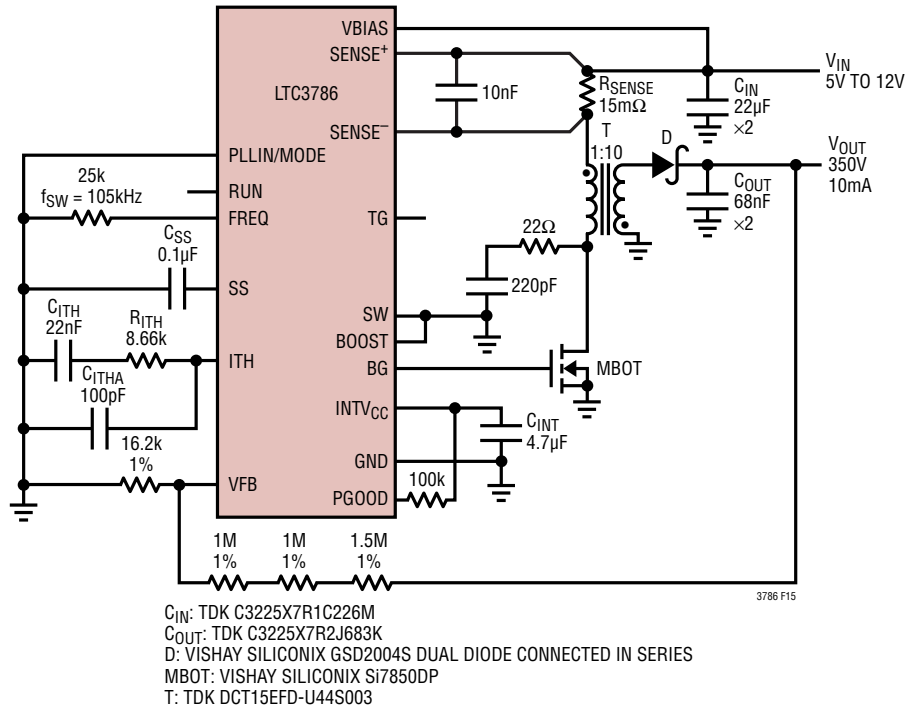 VBIAS
SENSE+
LTC3786
10nF
SENSE–
RSENSE
15mΩ
VIN
5V TO 12V
CIN
22µF
×2
T
1:10
D
VOUT
350V
10mA
COUT
68nF
×2
PLLIN/MODE
25k
fSW = 105kHz
RUN
FREQ
TG
22Ω
220pF
CSS
0.1µF
SS
SW
BOOST
CITH
22nF
RITH
8.66k
ITH
BG
MBOT
CITHA
100pF
INTVCC
CINT
4.7µF
16.2k
1%
VFB
GND
100k
PGOOD
1M
1%
1M
1%
1.5M
1%
3786 F15
CIN: TDK C3225X7R1C226M
COUT: TDK C3225X7R2J683K
D: VISHAY SILICONIX GSD2004S DUAL DIODE CONNECTED IN SERIES
MBOT: VISHAY SILICONIX Si7850DP
T: TDK DCT15EFD-U44S003